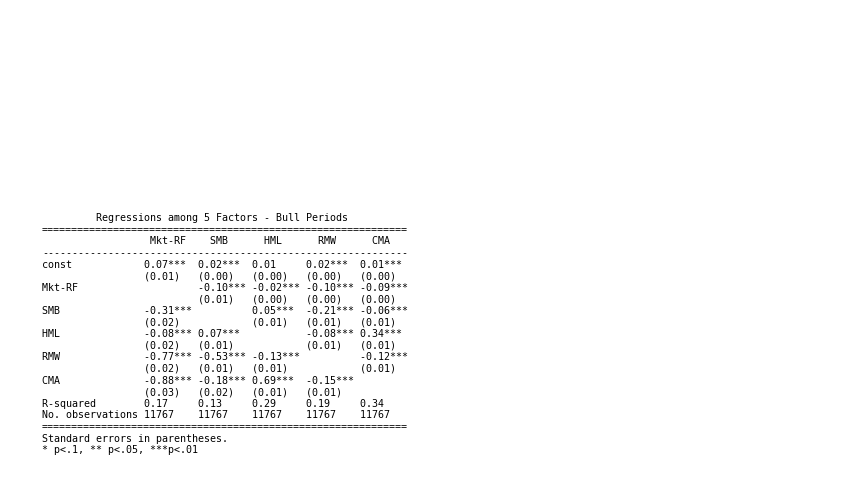 Regressions among 5 Factors - Bull Periods
=============================================================
                  Mkt-RF    SMB      HML      RMW      CMA
-------------------------------------------------------------
const            0.07***  0.02***  0.01     0.02***  0.01***
                 (0.01)   (0.00)   (0.00)   (0.00)   (0.00)
Mkt-RF                    -0.10*** -0.02*** -0.10*** -0.09***
                          (0.01)   (0.00)   (0.00)   (0.00)
SMB              -0.31***          0.05***  -0.21*** -0.06***
                 (0.02)            (0.01)   (0.01)   (0.01)
HML              -0.08*** 0.07***           -0.08*** 0.34***
                 (0.02)   (0.01)            (0.01)   (0.01)
RMW              -0.77*** -0.53*** -0.13***          -0.12***
                 (0.02)   (0.01)   (0.01)            (0.01)
CMA              -0.88*** -0.18*** 0.69***  -0.15***
                 (0.03)   (0.02)   (0.01)   (0.01)
R-squared        0.17     0.13     0.29     0.19     0.34
No. observations 11767    11767    11767    11767    11767
=============================================================
Standard errors in parentheses.
* p<.1, ** p<.05, ***p<.01